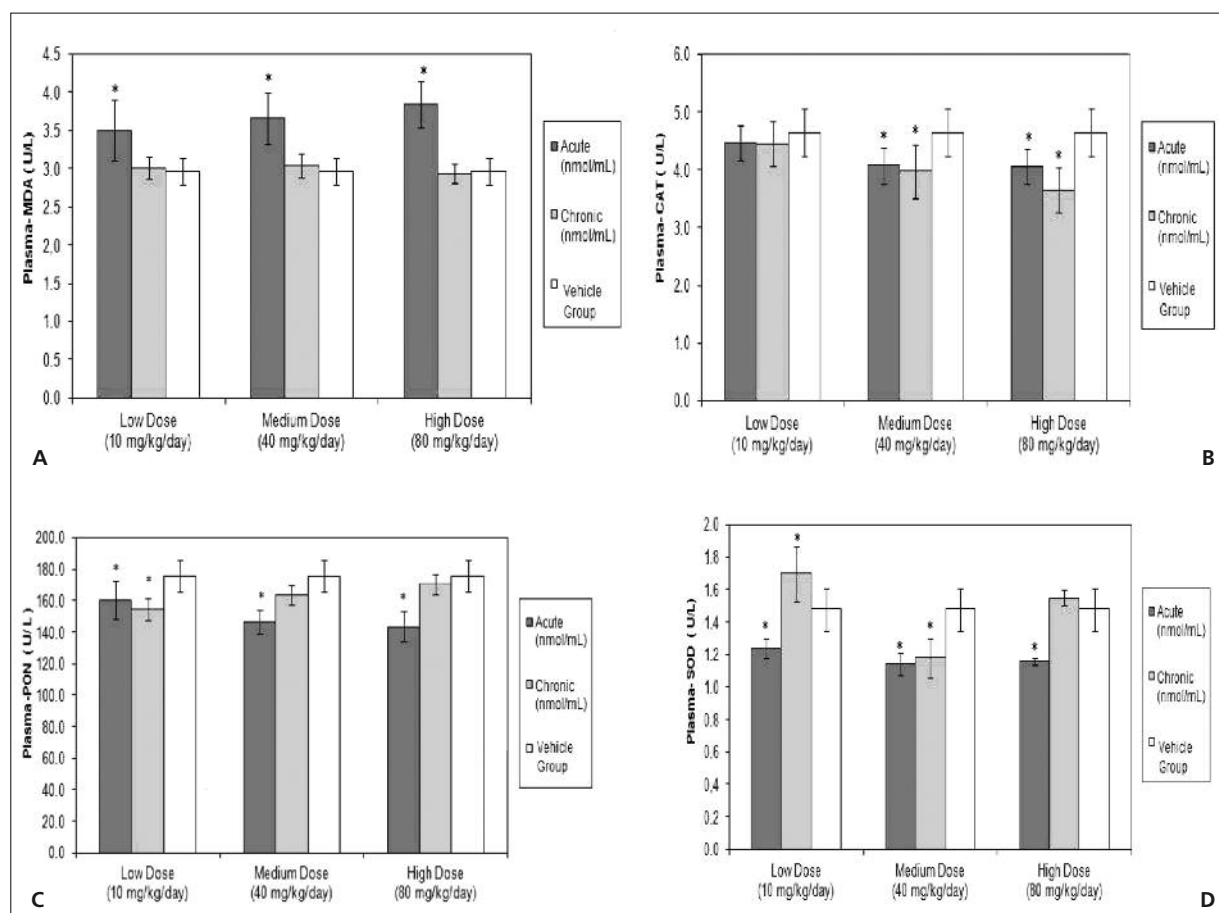 4.5
4.0
3.5
3.0
2.5
2.0
1.5
1.0
0.5
0.0
Plasma-MDA ( U/L)
* * *
Low Dose
(10 mg/kg/day)
Medium Dose
(40 mg/kg/day)
High Dose
(80 mg/kg/day)
Acute
(nmol/mL)
Chronic
(nmol/mL)
Vehicle
Group
A
6.0
5.0
4.0
3.0
2.0
1.0
0.0
Plasma-CAT ( U/L)
* * * *
Low Dose
(10 mg/kg/day)
Medium Dose
(40 mg/kg/day)
High Dose
(80 mg/kg/day)
Acute
(nmol/mL)
Chronic
(nmol/mL)
Vehicle
Group
B
200.0
180.0
160.0
140.0
120.0
100.0
80.0
60.0
40.0
20.0
0.0
Plasma-PON ( U/ L)
* * * *
Low Dose
(10 mg/kg/day)
Medium Dose
(40 mg/kg/day)
High Dose
(80 mg/kg/day)
Acute
(nmol/mL)
Chronic
(nmol/mL)
Vehicle
Group
C
2.0
1.8
1.6
1.4
1.2
1.0
0.8
0.6
0,4
0.2
0.0
Plasma-SOD ( U/L)
* * * * *
Low Dose
(10 mg/kg/day)
Medium Dose
(40 mg/kg/day)
High Dose
(80 mg/kg/day)
Acute
(nmol/mL)
Chronic
(nmol/mL)
Vehicle
Group
D